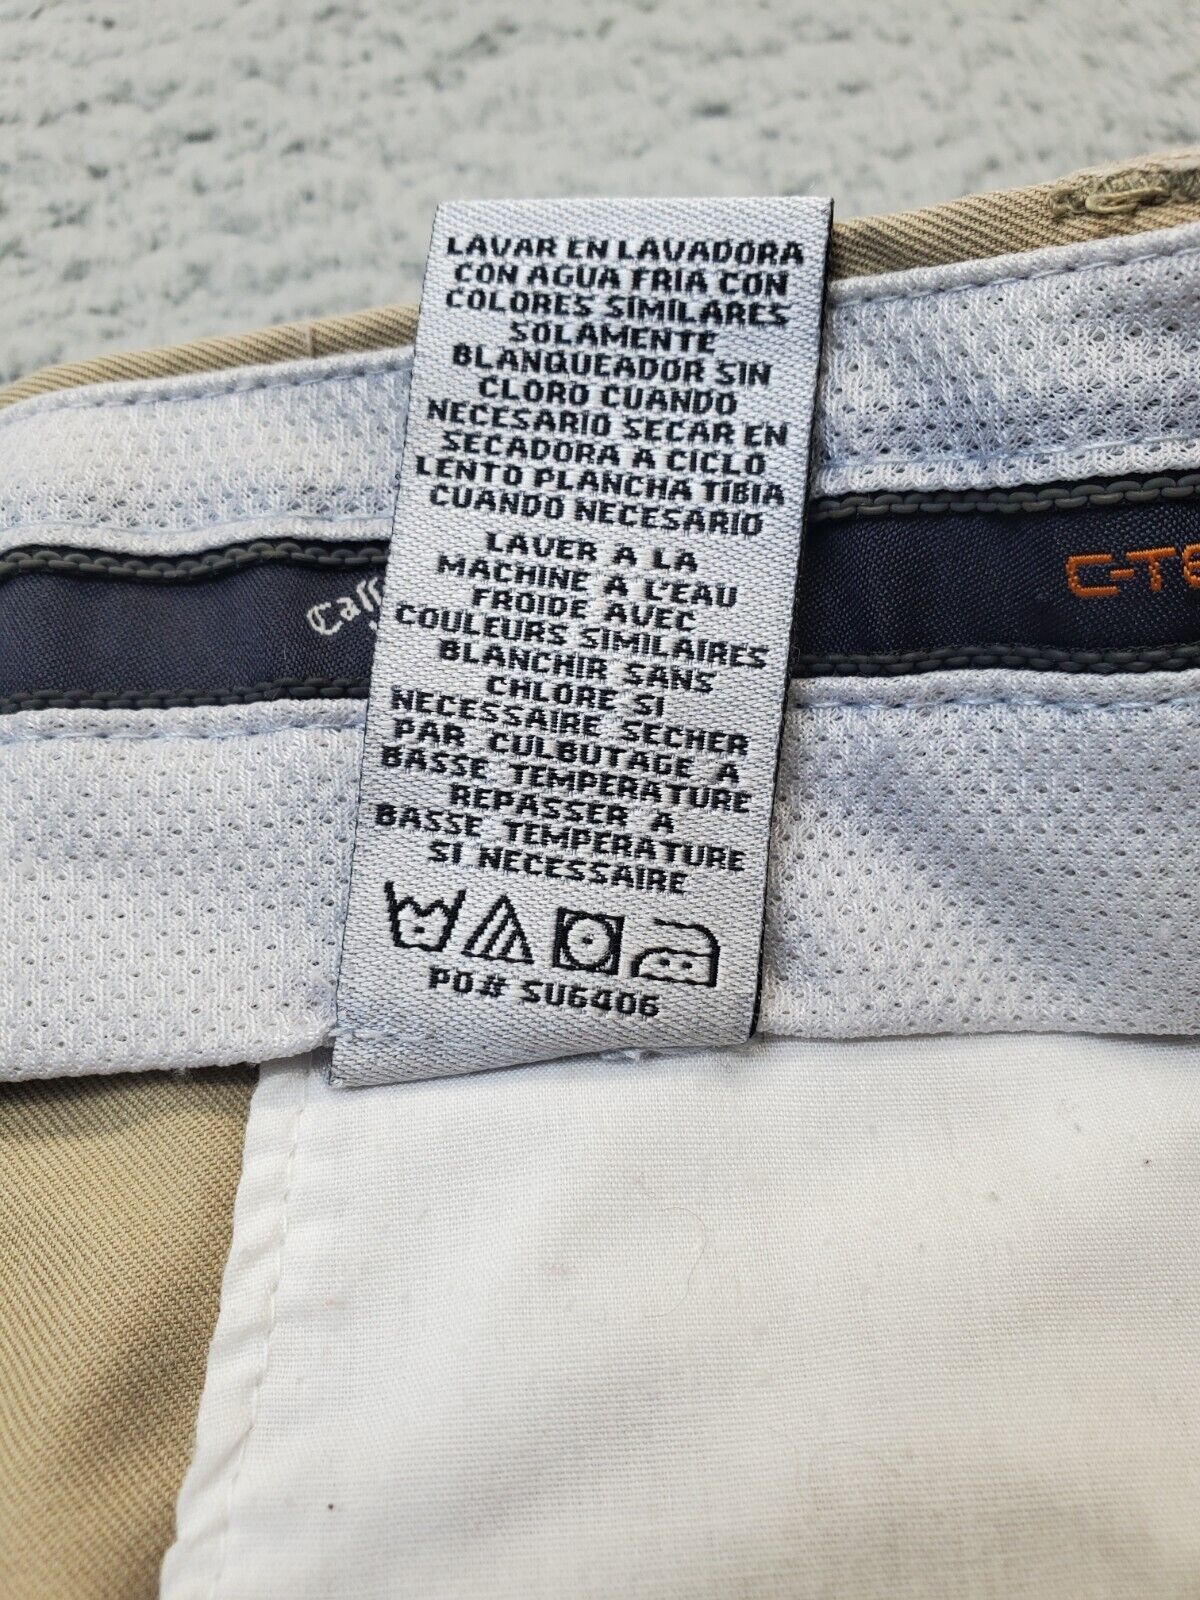 LAVAR EN LAVADORA
CON AGUA FRIA CON
COLORES SIMILARES
SOLAMENTE
BLANQUEADOR SIN
CLORO CUANDO
NECESARIO SECAR EN
SECADORA A CICLO
LENTO PLANCHA TIBIA
CUANDO NECESARIO
LAVER A LA
MACHINE A L'EAU
FROIDE AVEC
COULEURS SIMILAIRES
BLANCHIR SANS
CHLORE SI
NECESSAIRE SECHER
PAR CULBUTAGE A
BASSE TEMPERATURE
REPASSER A
BASSE TEMPERATURE
SI NECESSAIRE
PO# SU6406
C-TE